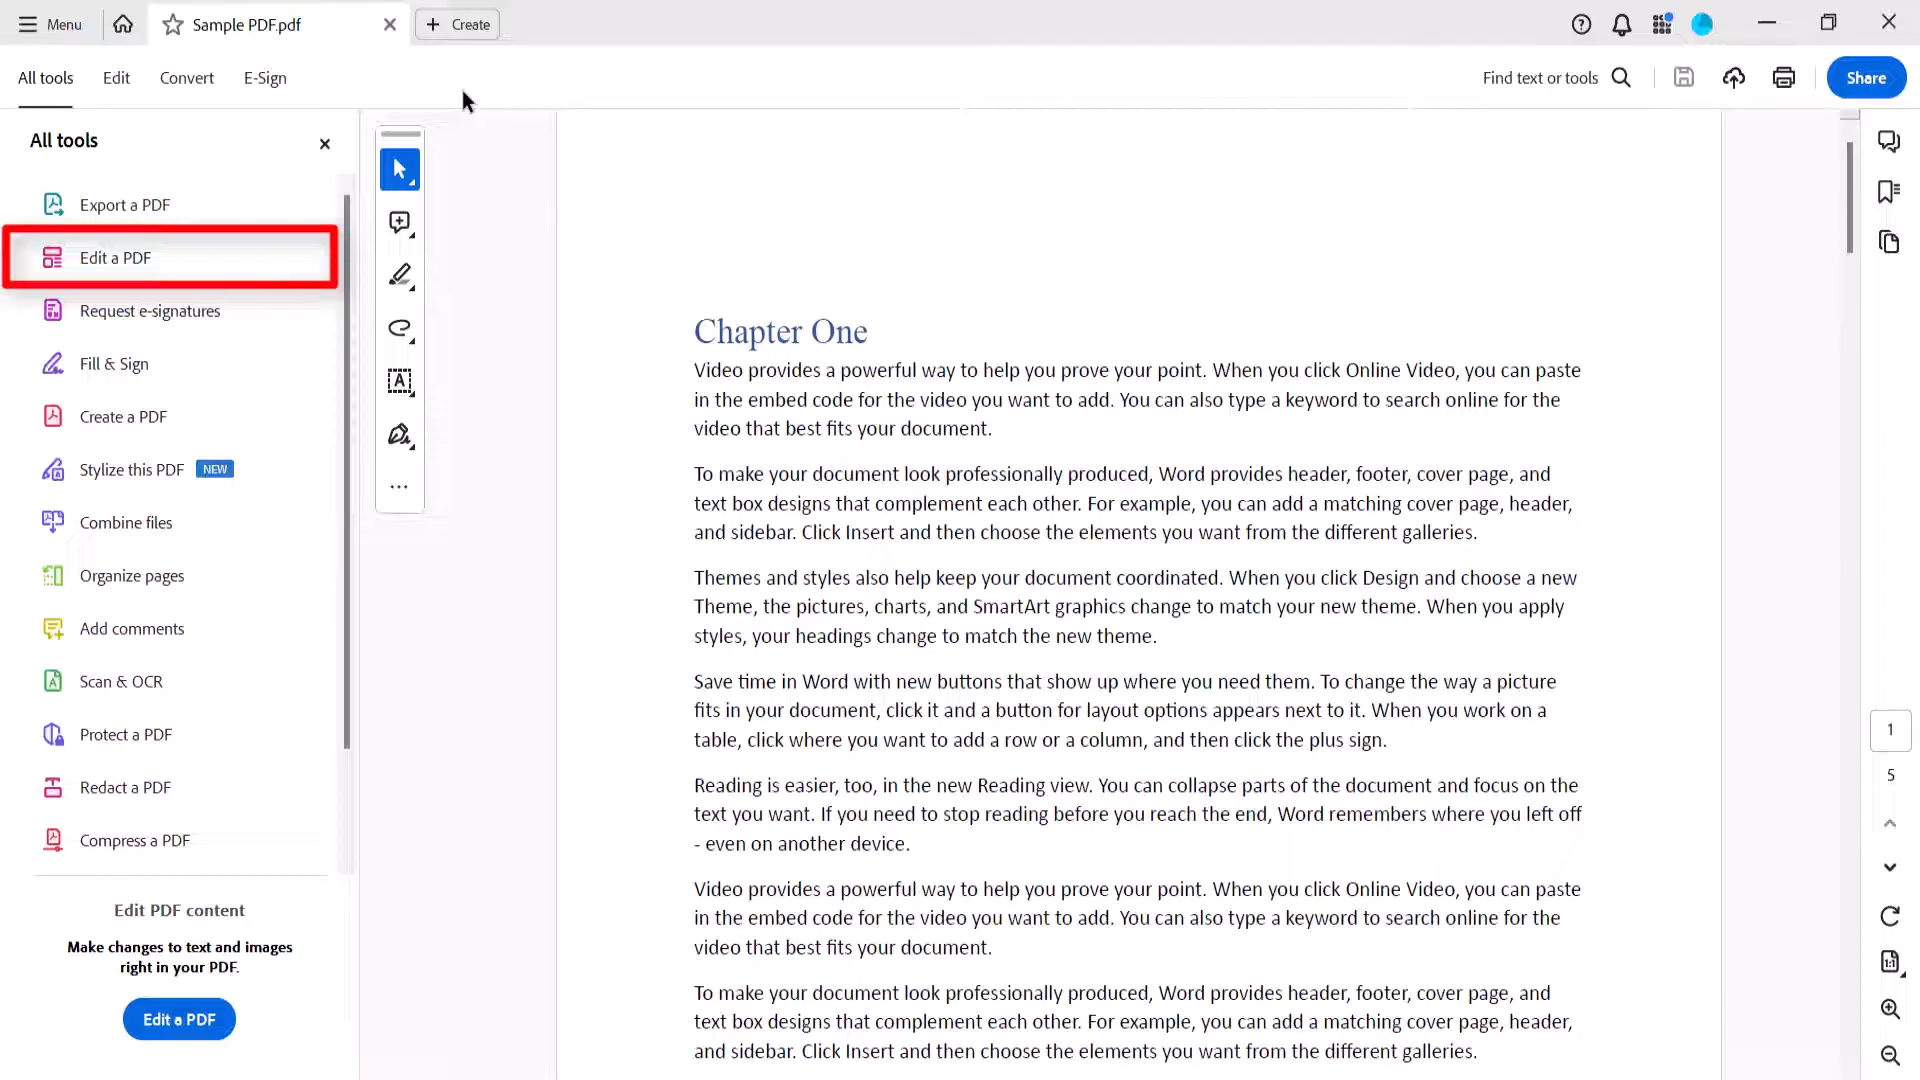 Menu
Sample PDF.pdf
Create
All tools
Edit
Convert
E-Sign
Find text or tools
Share
All tools
Export a PDF
Edit a PDF
Request e-signatures
Fill & Sign
Create a PDF
Stylize this PDF NEW
Combine files
Organize pages
Add comments
Scan & OCR
Protect a PDF
Redact a PDF
Compress a PDF
Edit PDF content
Make changes to text and images
right in your PDF.
Edit a PDF
Chapter One
Video provides a powerful way to help you prove your point. When you click Online Video, you can paste
in the embed code for the video you want to add. You can also type a keyword to search online for the
video that best fits your document.
To make your document look professionally produced, Word provides header, footer, cover page, and
text box designs that complement each other. For example, you can add a matching cover page, header,
and sidebar. Click Insert and then choose the elements you want from the different galleries.
Themes and styles also help keep your document coordinated. When you click Design and choose a new
Theme, the pictures, charts, and SmartArt graphics change to match your new theme. When you apply
styles, your headings change to match the new theme.
Save time in Word with new buttons that show up where you need them. To change the way a picture
fits in your document, click it and a button for layout options appears next to it. When you work on a
table, click where you want to add a row or a column, and then click the plus sign.
Reading is easier, too, in the new Reading view. You can collapse parts of the document and focus on the
text you want. If you need to stop reading before you reach the end, Word remembers where you left off
- even on another device.
Video provides a powerful way to help you prove your point. When you click Online Video, you can paste
in the embed code for the video you want to add. You can also type a keyword to search online for the
video that best fits your document.
To make your document look professionally produced, Word provides header, footer, cover page, and
text box designs that complement each other. For example, you can add a matching cover page, header,
and sidebar. Click Insert and then choose the elements you want from the different galleries.
1
5